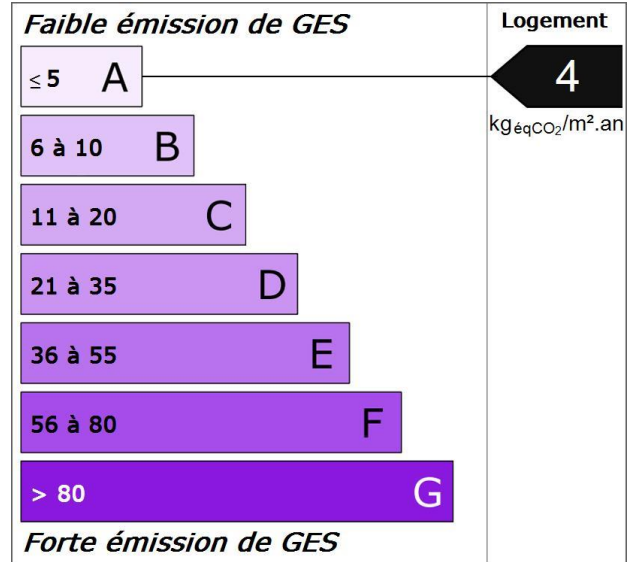 Faible émission de GES
Logement
≤ 5 A
4
kgéqCO₂/m².an
6 à 10 B
11 à 20 C
21 à 35 D
36 à 55 E
56 à 80 F
> 80 G
Forte émission de GES